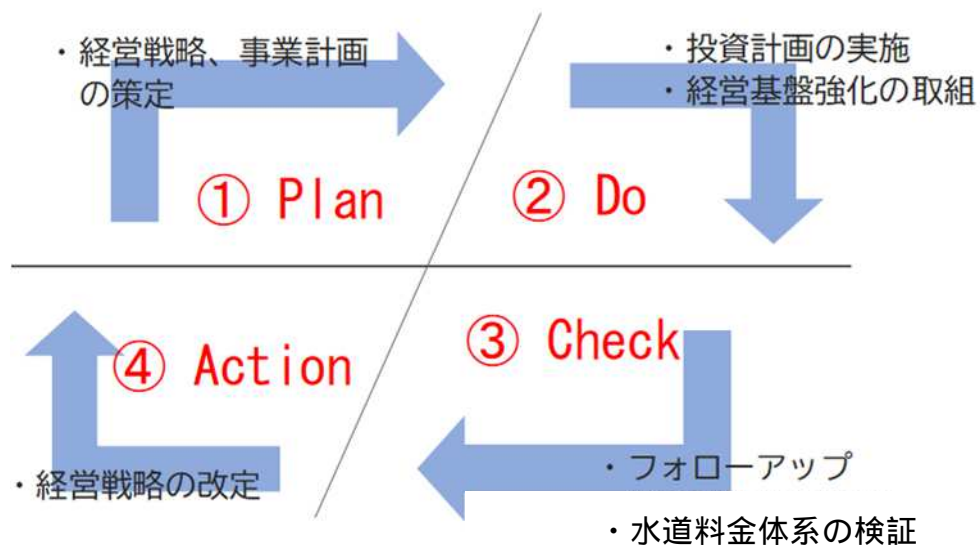 ・経営戦略、事業計画
の策定
① Plan
・投資計画の実施
・経営基盤強化の取組
② Do
③ Check
・フォローアップ
・水道料金体系の検証
④ Action
・経営戦略の改定